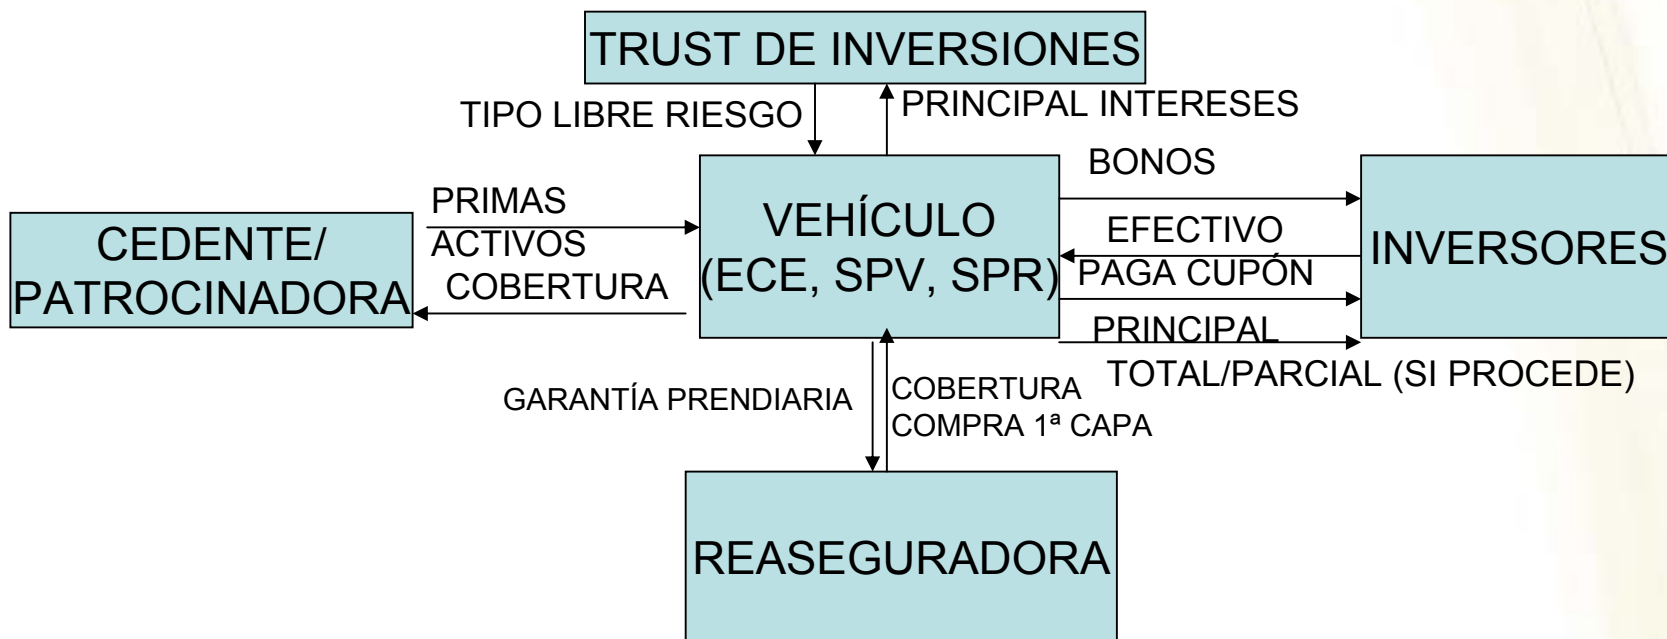 TRUST DE INVERSIONES
TIPO LIBRE RIESGO
PRINCIPAL INTERESES
CEDENTE/
PATROCINADORA
PRIMAS
ACTIVOS
COBERTURA
VEHÍCULO
(ECE, SPV, SPR)
BONOS
EFECTIVO
PAGA CUPÓN
PRINCIPAL
TOTAL/PARCIAL (SI PROCEDE)
INVERSORES
GARANTÍA PRENDIARIA
COBERTURA
COMPRA 1ª CAPA
REASEGURADORA